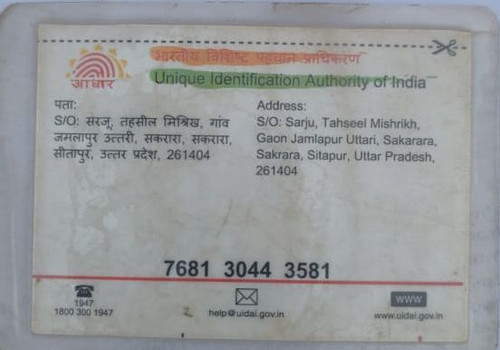 भारतीय विशिष्ट पहचान प्राधिकरण
Unique Identification Authority of India
आधार
पता:
S/O: सरजू, तहसील मिश्रिख, गांव
जमलापुर उत्तरी, सकरारा, सकरारा,
सीतापुर, उत्तर प्रदेश, 261404
Address:
S/O: Sarju, Tahseel Mishrikh,
Gaon Jamlapur Uttari, Sakarara,
Sakrara, Sitapur, Uttar Pradesh,
261404
7681 3044 3581
1947
1800 300 1947
help@uidai.gov.in
www
www.uidai.gov.in